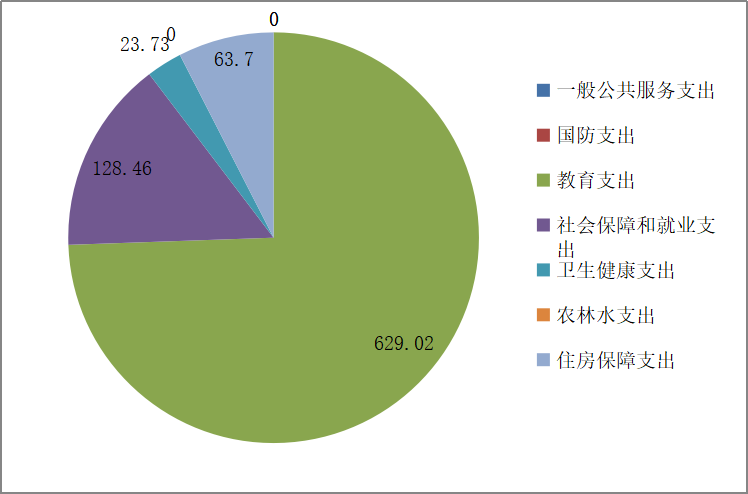 0
0
23.73
63.7
128.46
629.02
一般公共服务支出
国防支出
教育支出
社会保障和就业支
出
卫生健康支出
农林水支出
住房保障支出